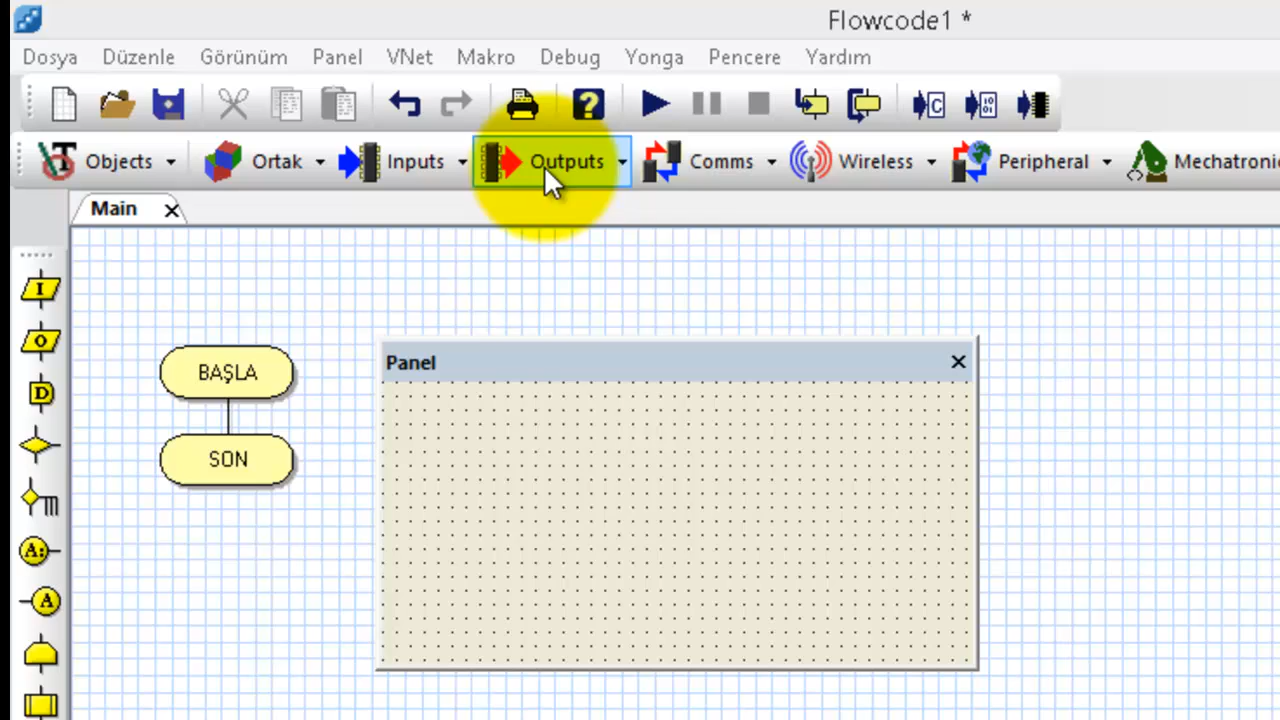 Flowcode1 *
Dosya Düzenle Görünüm Panel VNet Makro Debug Yonga Pencere Yardım
Objects Ortak Inputs Outputs Comms Wireless Peripheral Mechatroni
Main
I
O
D
A:
A
BAŞLA
SON
Panel